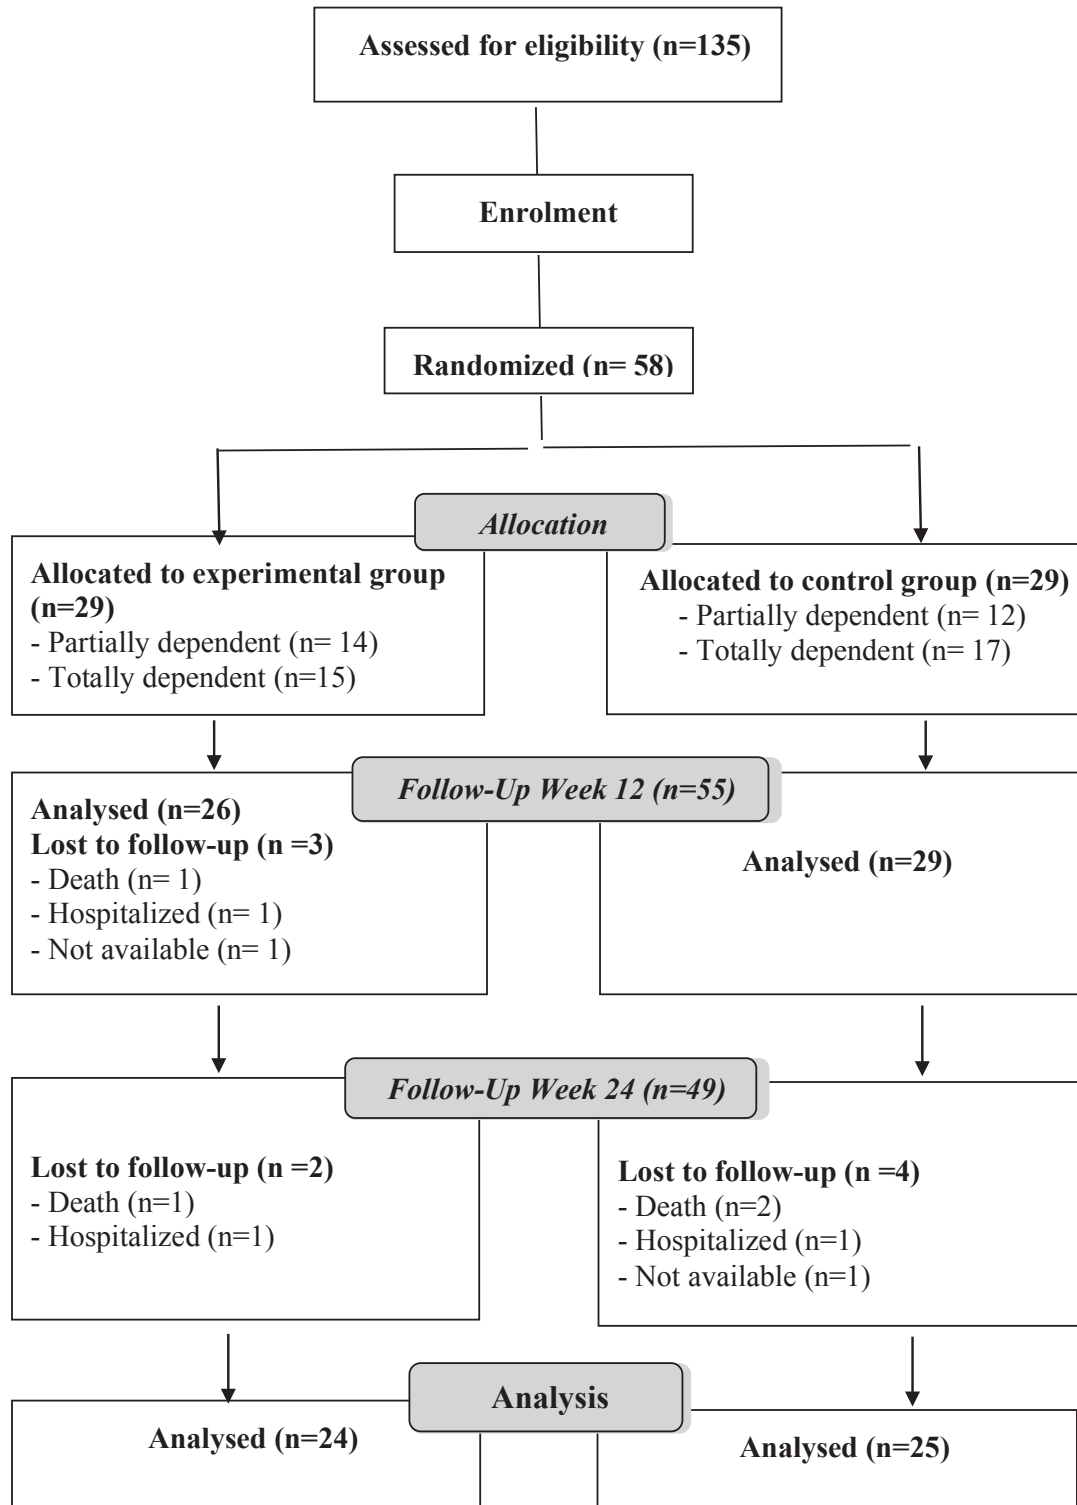 Assessed for eligibility (n=135)
Enrolment
Randomized (n= 58)
Allocation
Allocated to experimental group
(n=29)
- Partially dependent (n= 14)
- Totally dependent (n=15)
Allocated to control group (n=29)
- Partially dependent (n= 12)
- Totally dependent (n= 17)
Follow-Up Week 12 (n=55)
Analysed (n=26)
Lost to follow-up (n =3)
- Death (n= 1)
- Hospitalized (n= 1)
- Not available (n= 1)
Analysed (n=29)
Follow-Up Week 24 (n=49)
Lost to follow-up (n =2)
- Death (n=1)
- Hospitalized (n=1)
Lost to follow-up (n =4)
- Death (n=2)
- Hospitalized (n=1)
- Not available (n=1)
Analysis
Analysed (n=24)
Analysed (n=25)